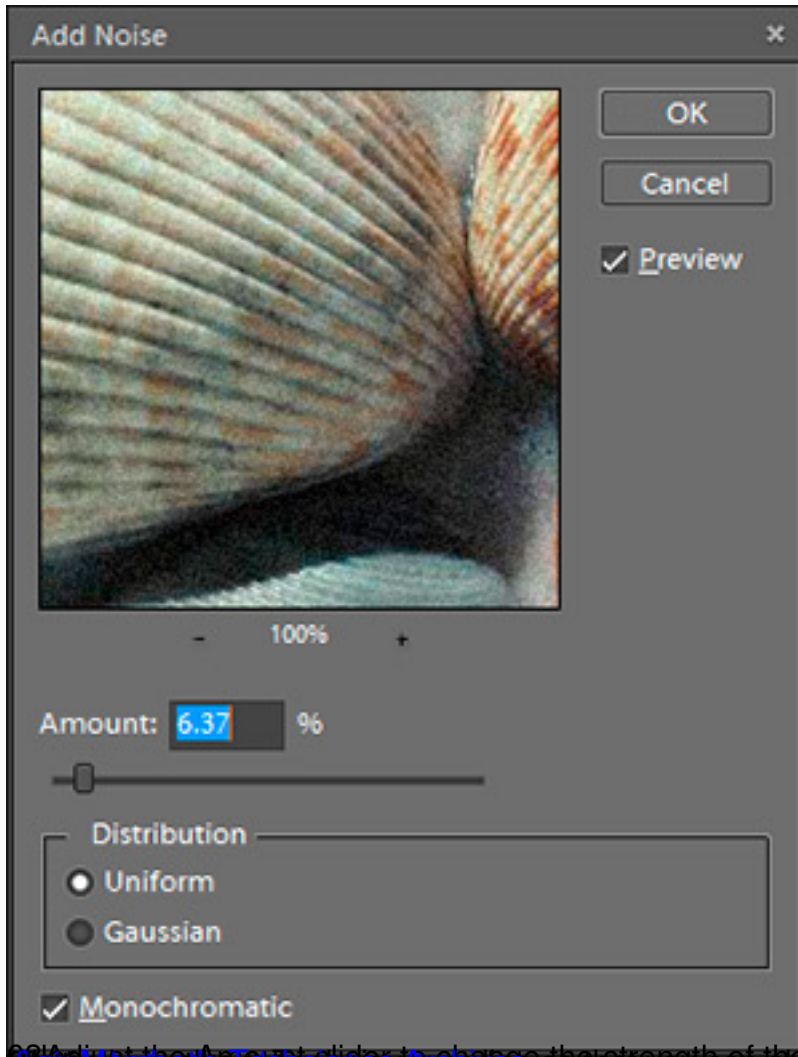 Add Noise
OK
Cancel
Preview
100%
Amount: 6.37 %
Distribution
Uniform
Gaussian
Monochromatic